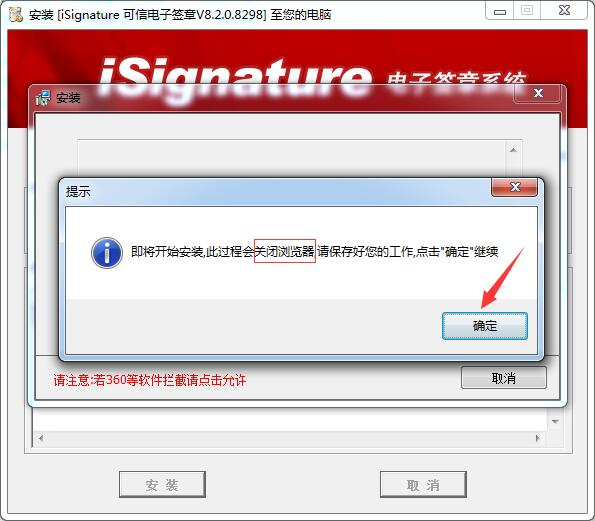 安装 [iSignature 可信电子签章V8.2.0.8298] 至您的电脑
iSignature 电子签章系统
安装
提示
即将开始安装,此过程会关闭浏览器 请保存好您的工作,点击"确定"继续
确定
请注意:若360等软件拦截请点击允许
取消
安 装
取 消